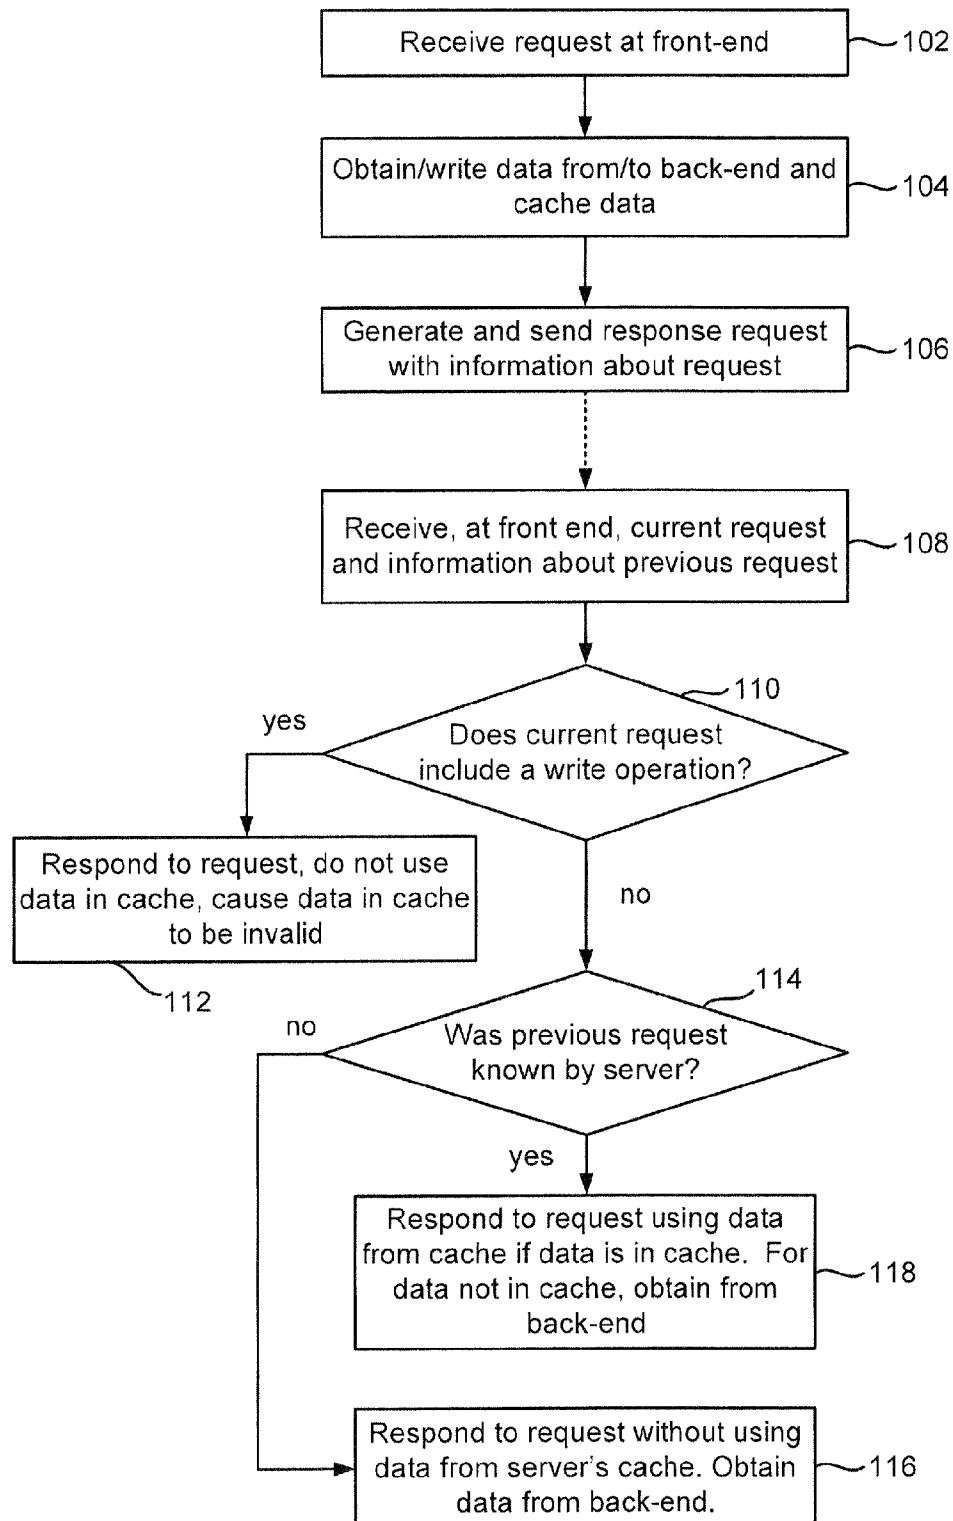 Receive request at front-end
102
Obtain/write data from/to back-end and
cache data
104
Generate and send response request
with information about request
106
Receive, at front end, current request
and information about previous request
108
110
yes
Does current request
include a write operation?
Respond to request, do not use
data in cache, cause data in cache
to be invalid
no
112
114
no
Was previous request
known by server?
yes
Respond to request using data
from cache if data is in cache. For
data not in cache, obtain from
back-end
118
Respond to request without using
data from server's cache. Obtain
data from back-end.
116